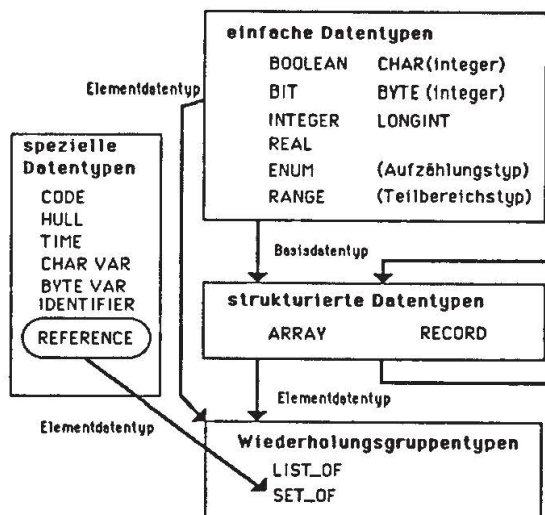 einfache Datentypen
BOOLEAN CHAR(integer)
BIT BYTE (integer)
INTEGER LONGINT
REAL
ENUM (Aufzählungstyp)
RANGE (Teilbereichstyp)
Elementdatentyp
spezielle
Datentypen
CODE
HULL
TIME
CHAR VAR
BYTE VAR
IDENTIFIER
REFERENCE
Basisdatentyp
strukturierte Datentypen
ARRAY RECORD
Elementdatentyp
Elementdatentyp
Wiederholungsgruppentypen
LIST_OF
SET_OF